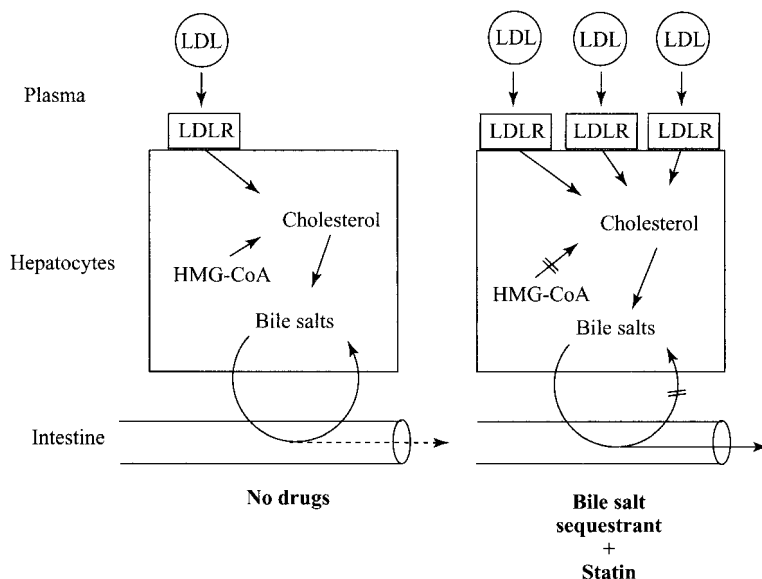 LDL
LDL LDL LDL
Plasma
LDLR
LDLR LDLR LDLR
Cholesterol
Cholesterol
Hepatocytes
HMG-CoA
HMG-CoA
Bile salts
Bile salts
Intestine
No drugs
Bile salt
sequestrant
+
Statin